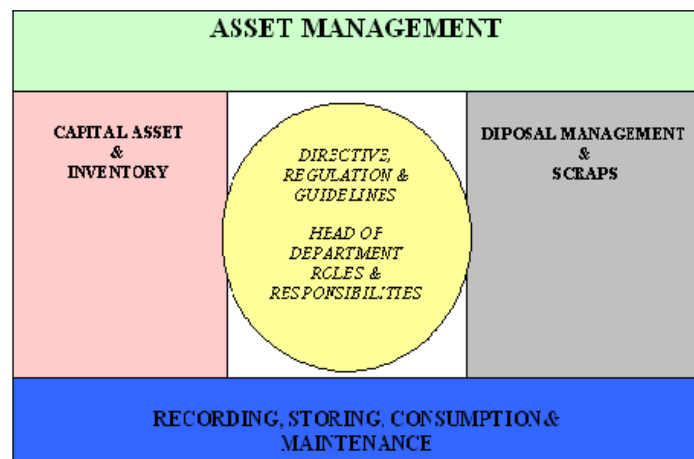 ASSET MANAGEMENT
CAPITAL ASSET
&
INVENTORY
DIRECTIVE,
REGULATION &
GUIDELINES
HEAD OF
DEPARTMENT
ROLES &
RESPONSIBILITIES
DIPOSAL MANAGEMENT
&
SCRAPS
RECORDING, STORING, CONSUMPTION &
MAINTENANCE